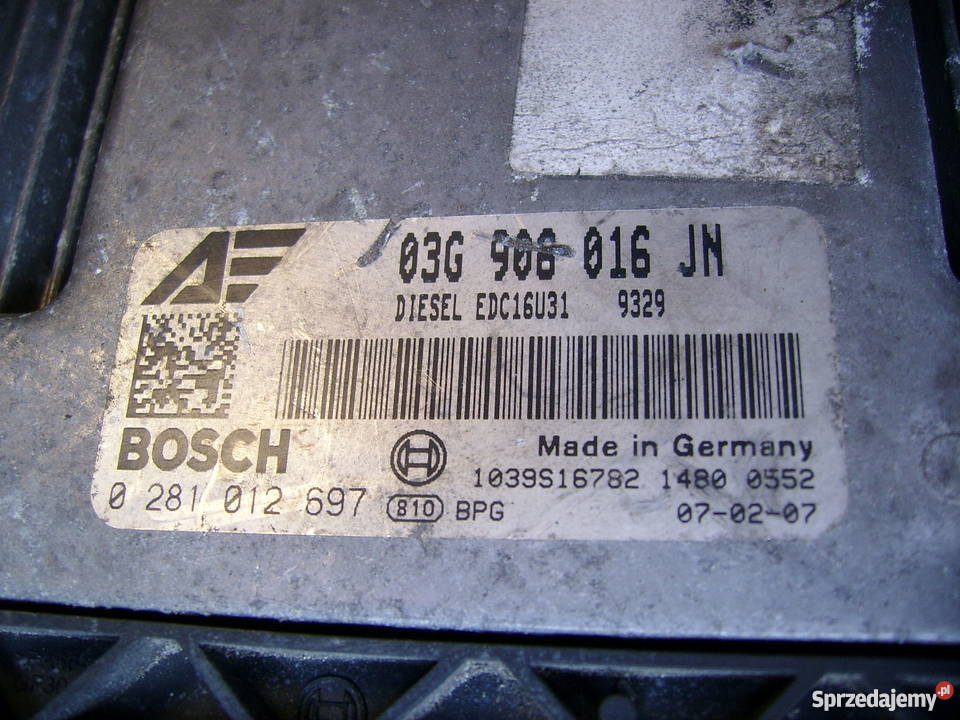 AE
03G 906 016 JN
DIESEL EDC16U31 9329
BOSCH
Made in Germany
1039S16782 1480 0552
0 281 012 697
810 BPG
07-02-07
Sprzedajemy.pl